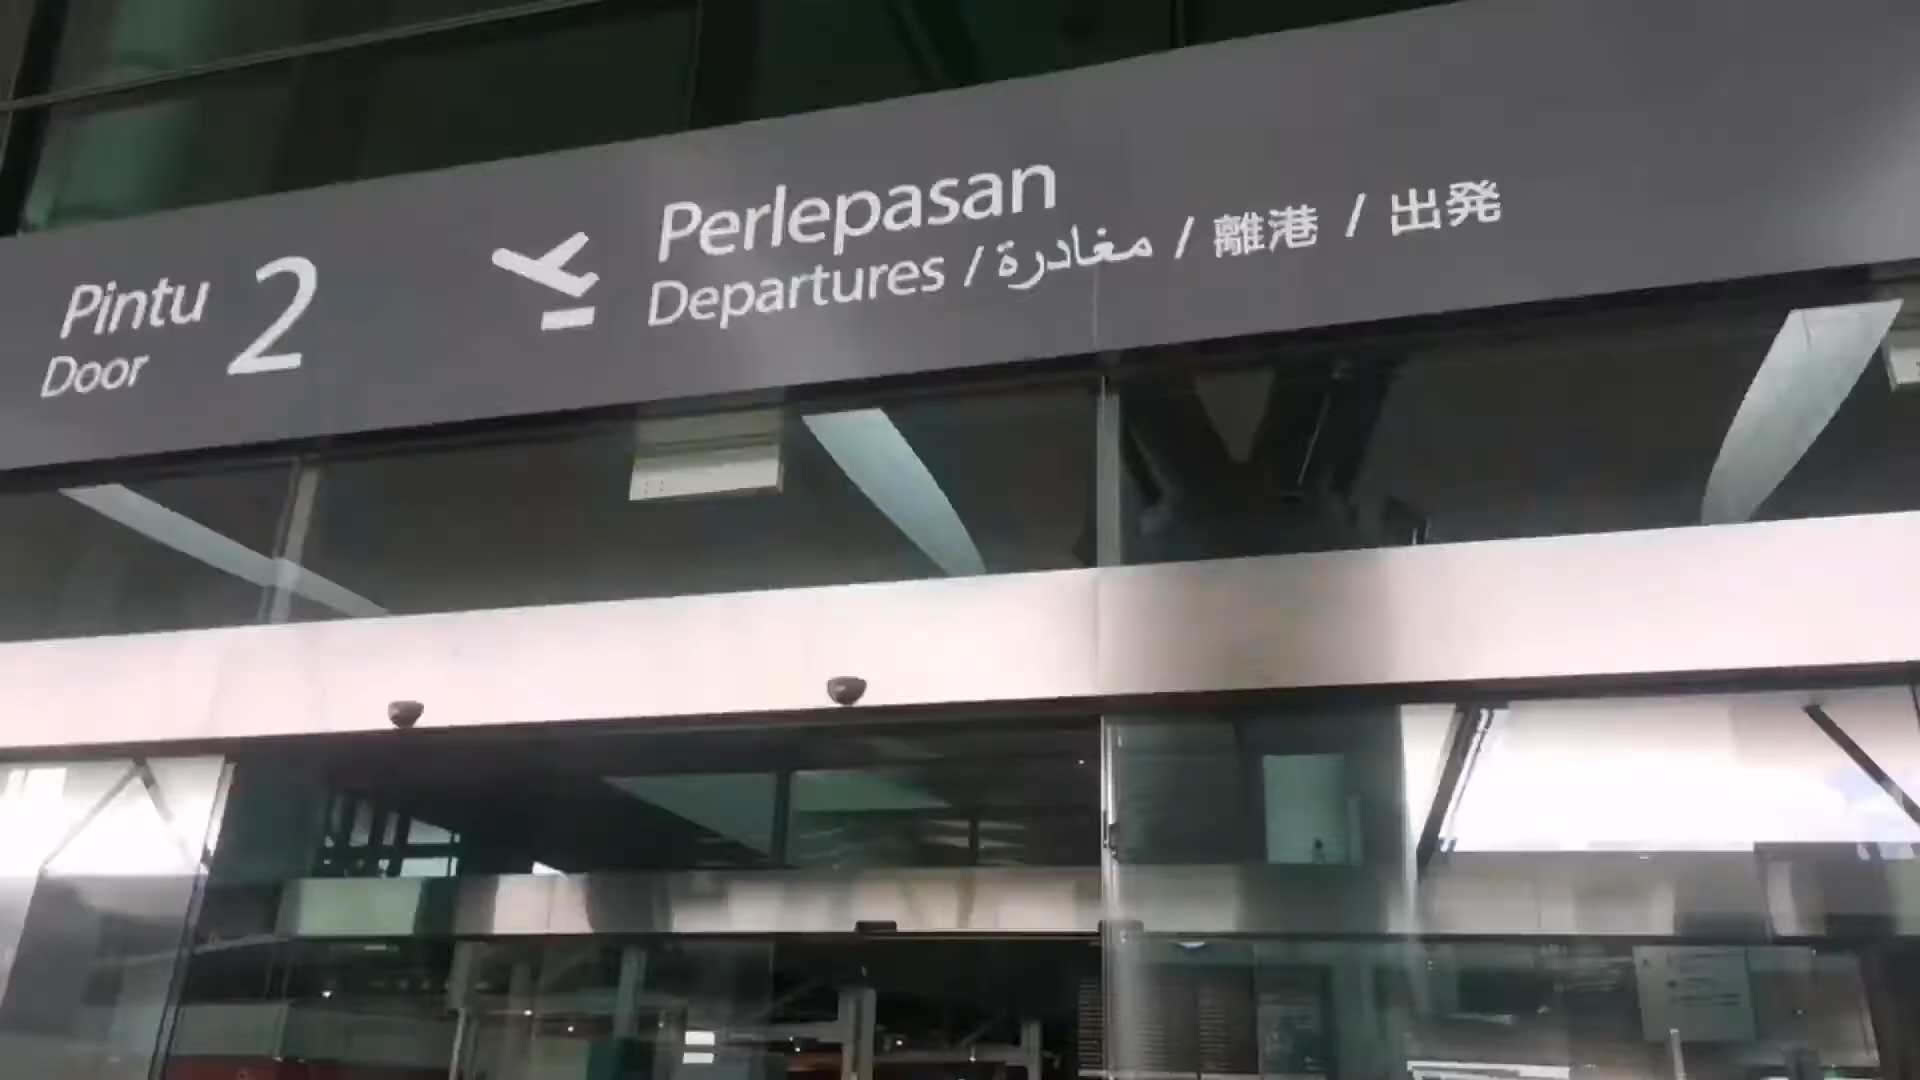 Pintu 2
Door
Perlepasan
Departures / مغادرة / 離港 / 出発